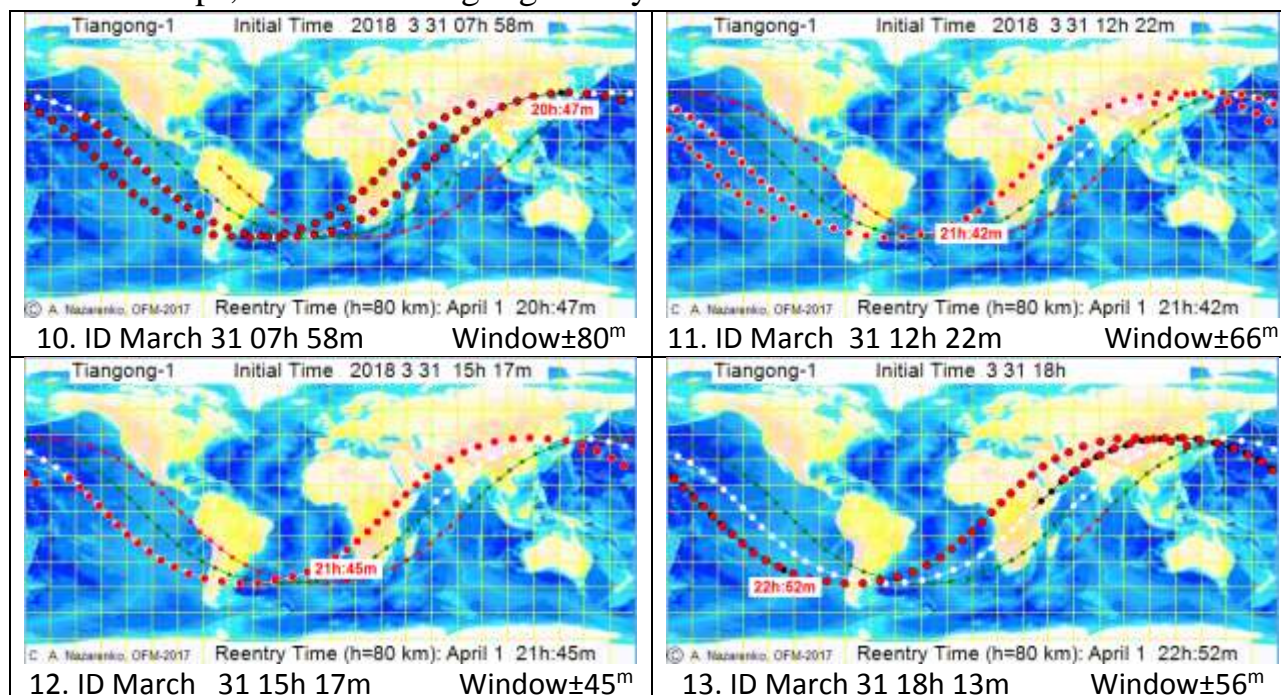 Tiangong-1 Initial Time 2018 3 31 07h 58m
20h:47m
© A. Nazarenko, OFM-2017 Reentry Time (h=80 km): April 1 20h:47m
10. ID March 31 07h 58m Window±80ᵐ
Tiangong-1 Initial Time 2018 3 31 12h 22m
21h:42m
C A. Nazarenko, OFM-2017 Reentry Time (h=80 km): April 1 21h:42m
11. ID March 31 12h 22m Window±66ᵐ
Tiangong-1 Initial Time 2018 3 31 15h 17m
21h:45m
C A. Nazarenko, OFM-2017 Reentry Time (h=80 km): April 1 21h:45m
12. ID March 31 15h 17m Window±45ᵐ
Tiangong-1 Initial Time 3 31 18h
22h:52m
© A. Nazarenko, OFM-2017 Reentry Time (h=80 km): April 1 22h:52m
13. ID March 31 18h 13m Window±56ᵐ